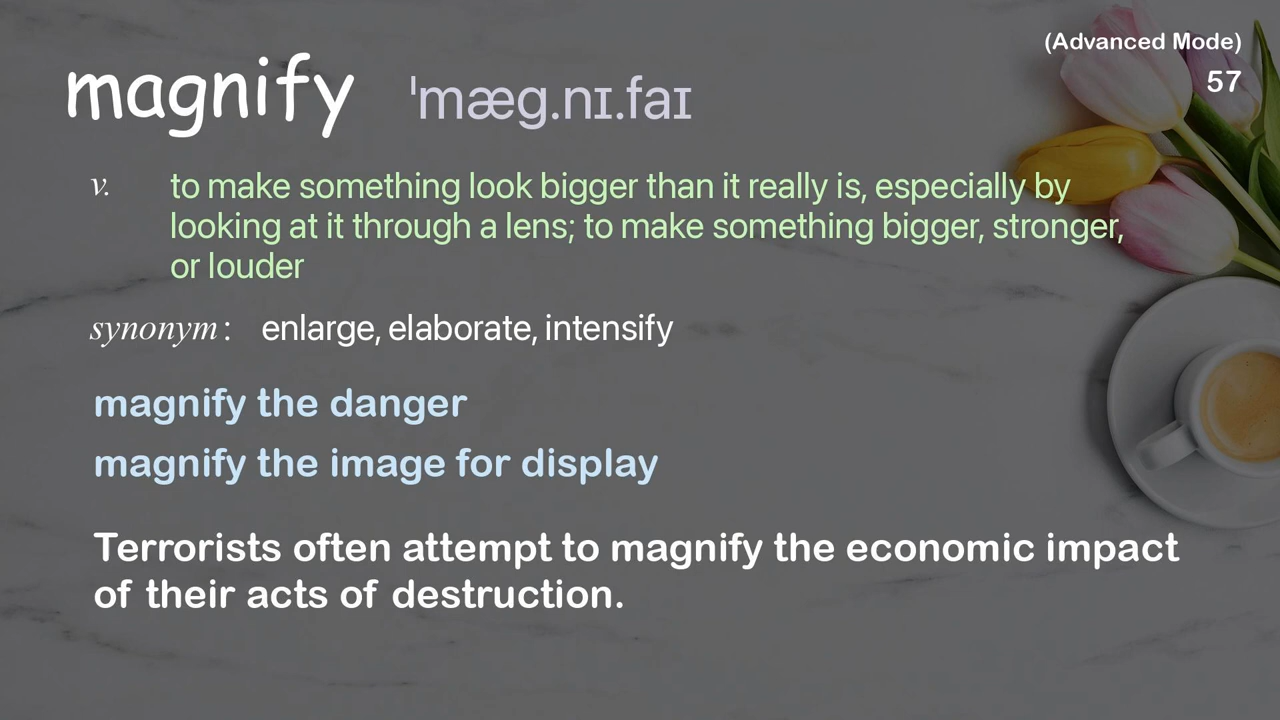 (Advanced Mode)
57
magnify ˈmæɡ.nɪ.faɪ
v. to make something look bigger than it really is, especially by
looking at it through a lens; to make something bigger, stronger,
or louder
synonym: enlarge, elaborate, intensify
magnify the danger
magnify the image for display
Terrorists often attempt to magnify the economic impact
of their acts of destruction.